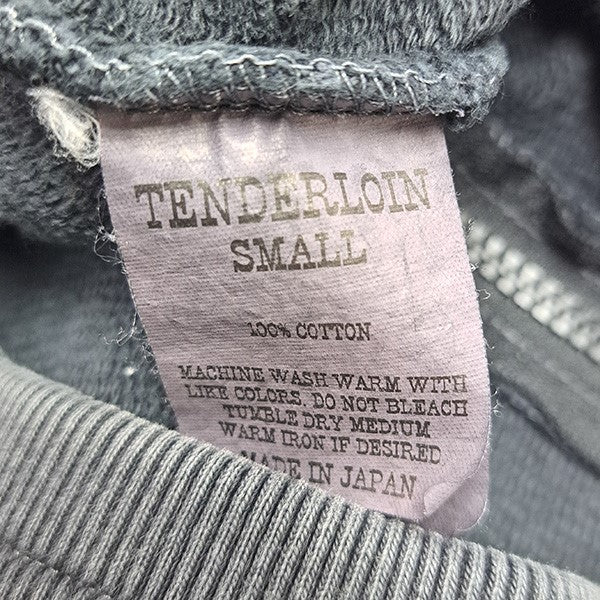 TENDERLOIN
SMALL
100% COTTON
MACHINE WASH WARM WITH
LIKE COLORS. DO NOT BLEACH
TUMBLE DRY MEDIUM
WARM IRON IF DESIRED
MADE IN JAPAN